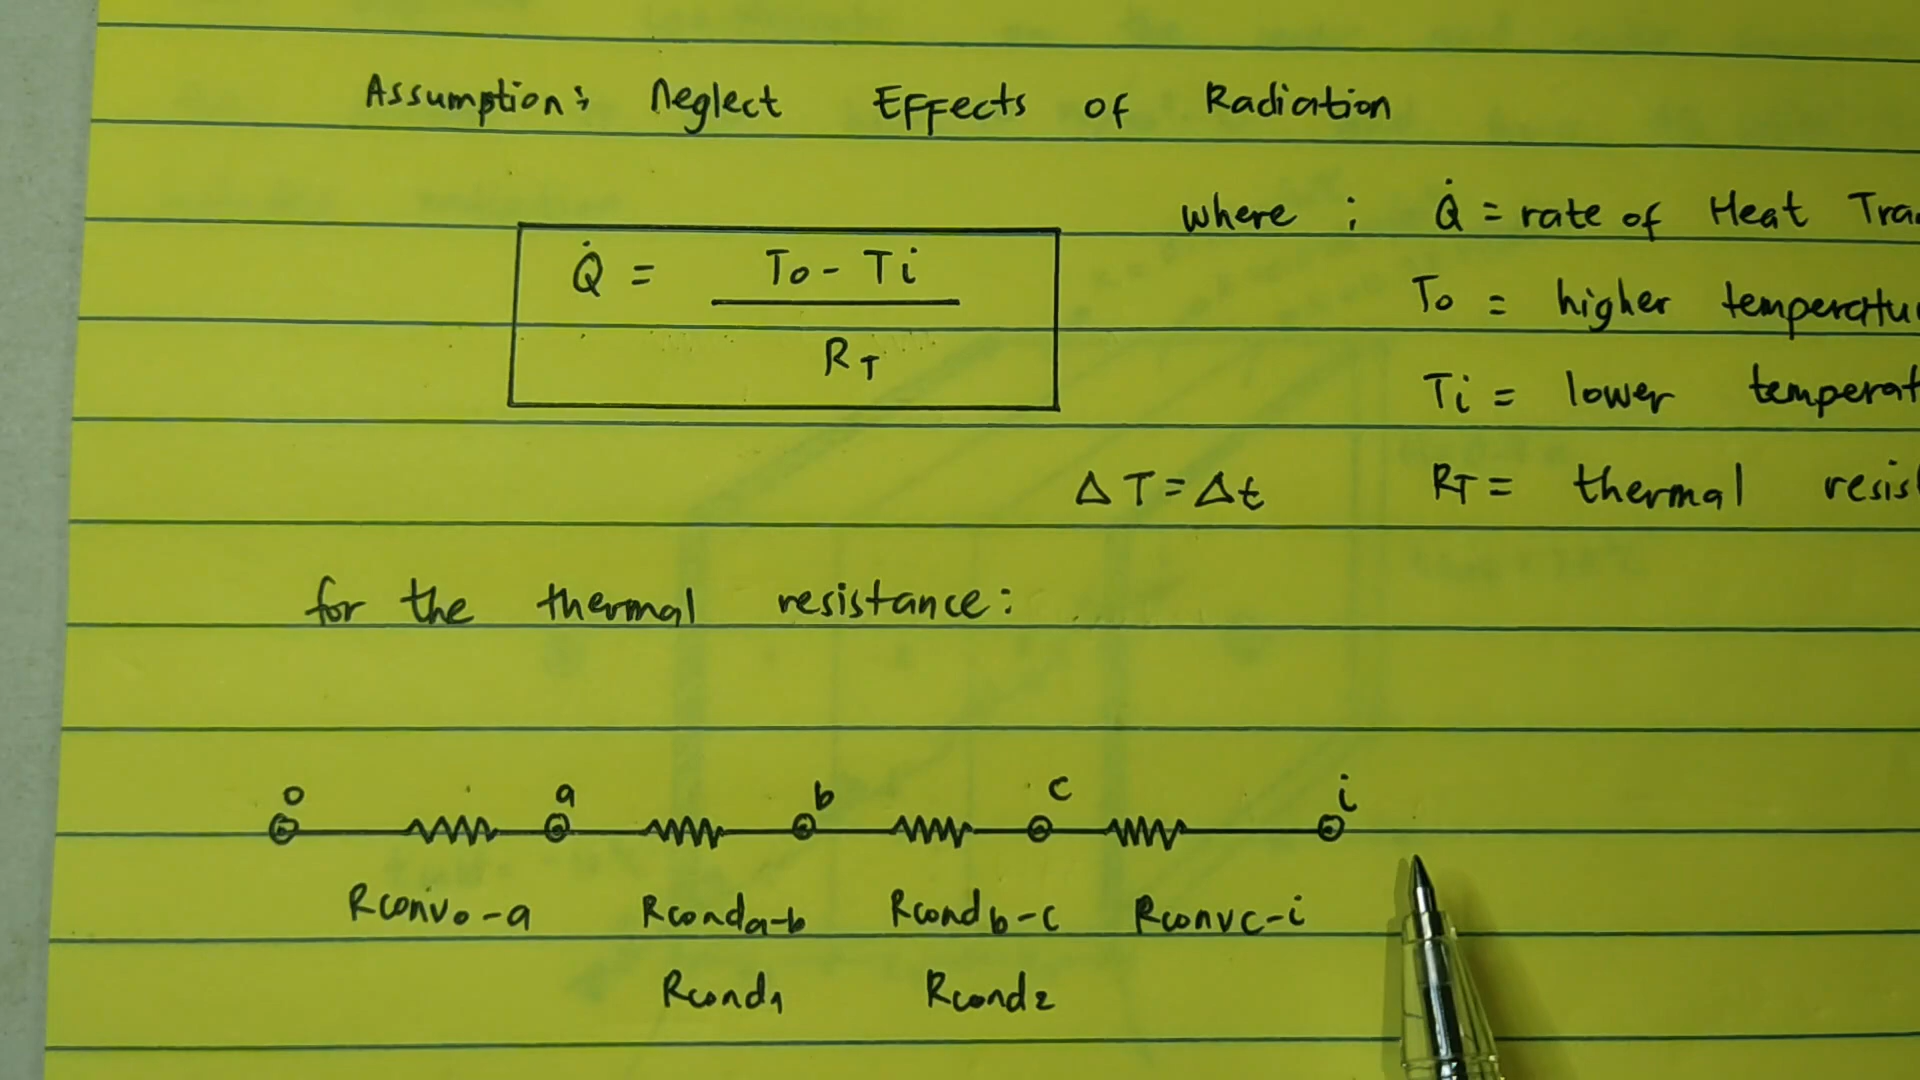 Assumption: Neglect Effects of Radiation
where ; Q̇ = rate of Heat
Q̇ = To - Ti
RT
To = higher
Ti = lower
ΔT = Δt RT = thermal
for the thermal resistance:
o a b c i
Rconvo-a Rconda-b Rcondb-c Rconvc-i
Rcond1 Rcond2